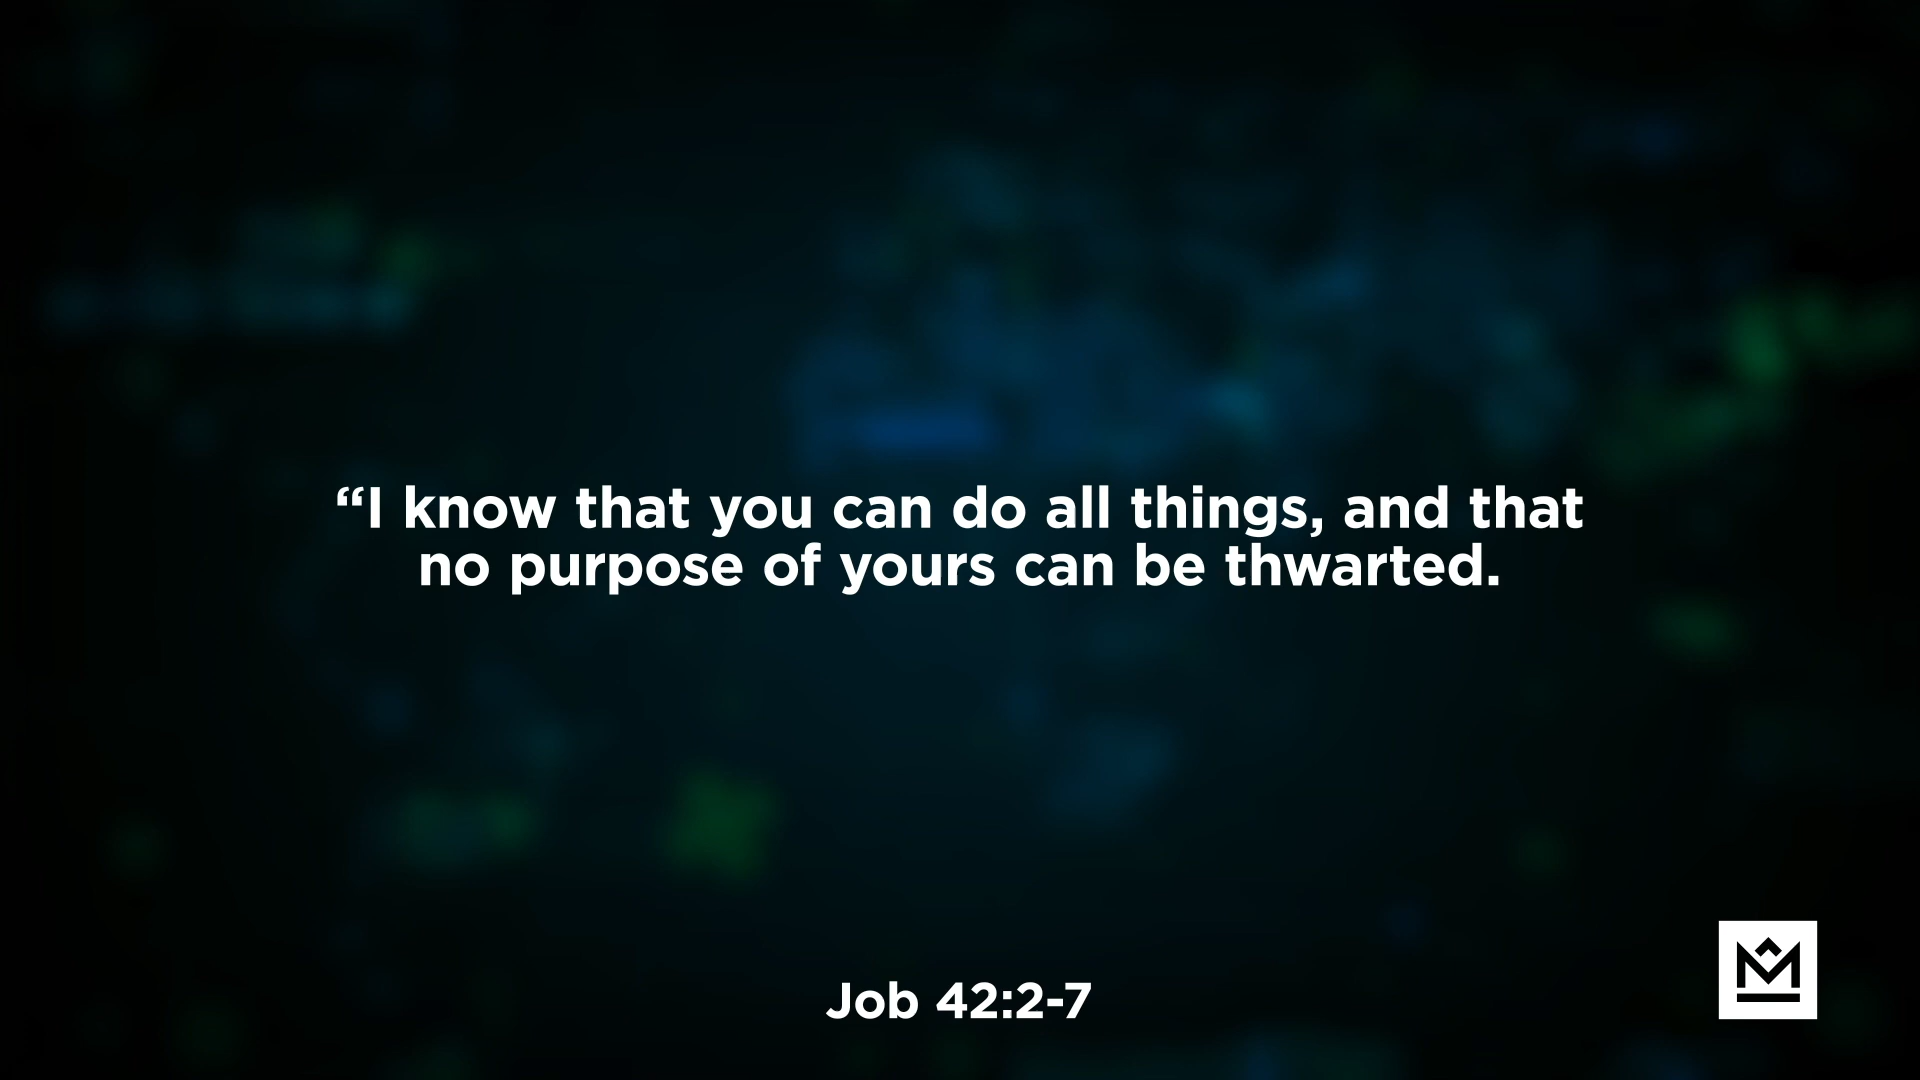 “I know that you can do all things, and that
no purpose of yours can be thwarted.
Job 42:2-7